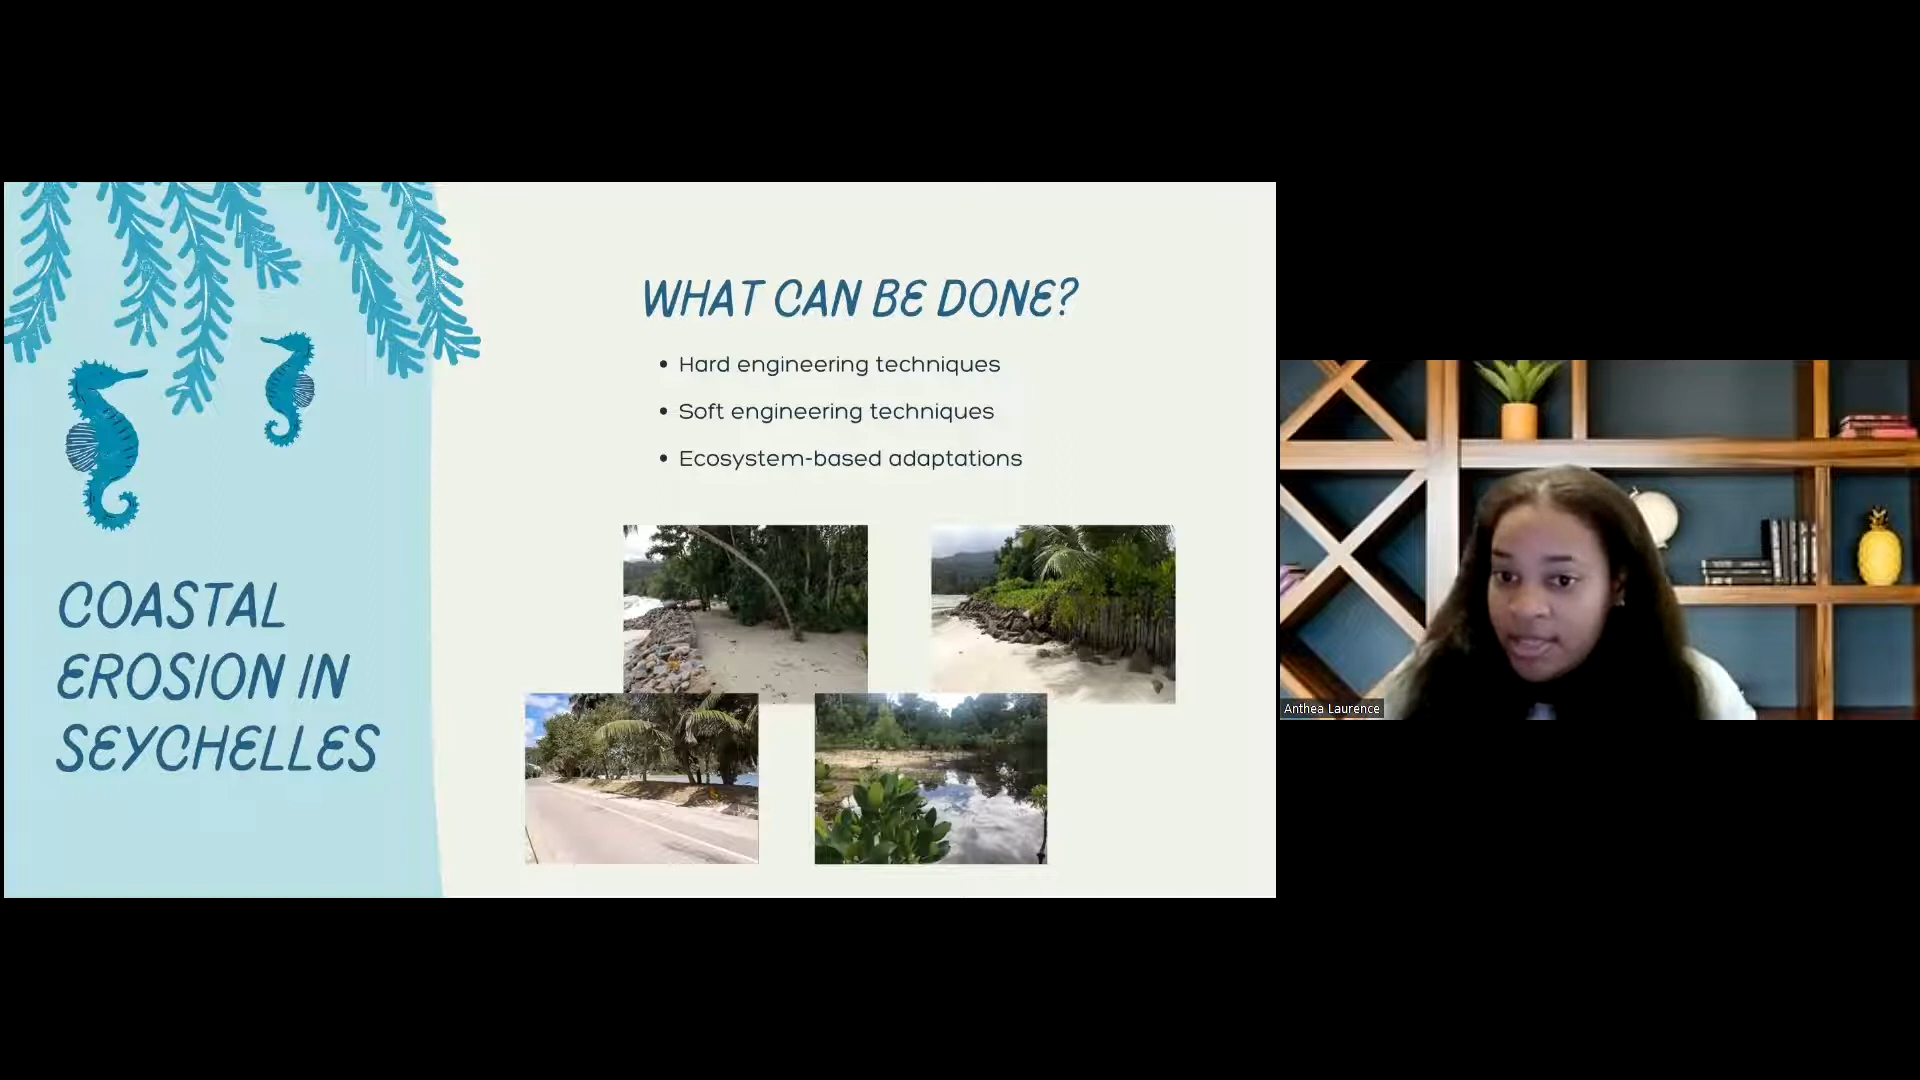 COASTAL
EROSION IN
SEYCHELLES
WHAT CAN BE DONE?
• Hard engineering techniques
• Soft engineering techniques
• Ecosystem-based adaptations
Anthea Laurence